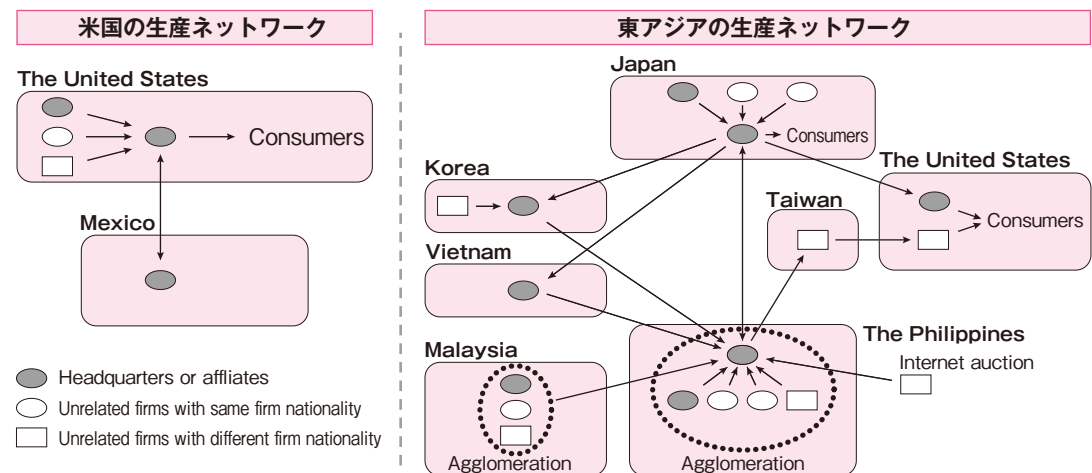 米国の生産ネットワーク
The United States
Consumers
Mexico
Headquarters or affliates
Unrelated firms with same firm nationality
Unrelated firms with different firm nationality
東アジアの生産ネットワーク
Japan
Consumers
Korea
The United States
Taiwan
Consumers
Vietnam
Malaysia
The Philippines
Internet auction
Agglomeration
Agglomeration